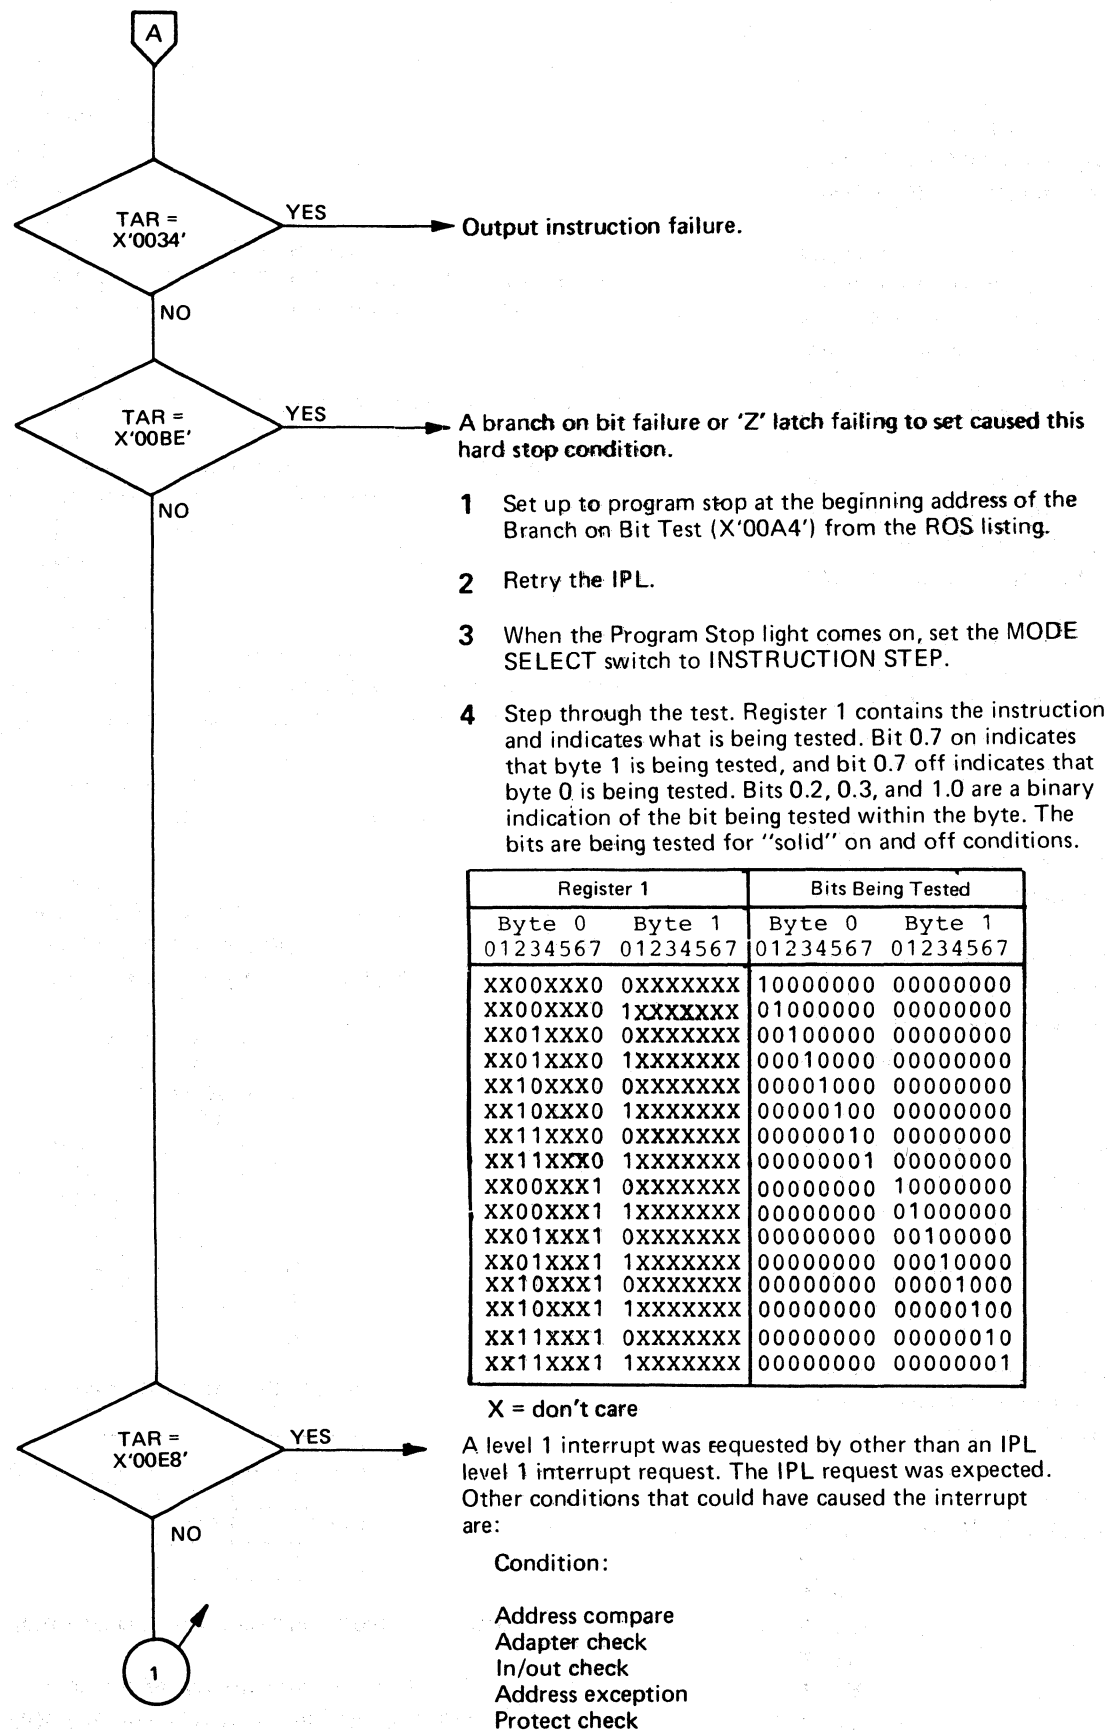 A
TAR =
X'0034'
YES
Output instruction failure.
NO
TAR =
X'00BE'
YES
A branch on bit failure or 'Z' latch failing to set caused this
hard stop condition.
NO
1 Set up to program stop at the beginning address of the
Branch on Bit Test (X'00A4') from the ROS listing.
2 Retry the IPL.
3 When the Program Stop light comes on, set the MODE
SELECT switch to INSTRUCTION STEP.
4 Step through the test. Register 1 contains the instruction
and indicates what is being tested. Bit 0.7 on indicates
that byte 1 is being tested, and bit 0.7 off indicates that
byte 0 is being tested. Bits 0.2, 0.3, and 1.0 are a binary
indication of the bit being tested within the byte. The
bits are being tested for "solid" on and off conditions.
Register 1 Bits Being Tested
Byte 0 Byte 1 Byte 0 Byte 1
01234567 01234567 01234567 01234567
XX00XXX0 0XXXXXXX 10000000 00000000
XX00XXX0 1XXXXXXX 01000000 00000000
XX01XXX0 0XXXXXXX 00100000 00000000
XX01XXX0 1XXXXXXX 00010000 00000000
XX10XXX0 0XXXXXXX 00001000 00000000
XX10XXX0 1XXXXXXX 00000100 00000000
XX11XXX0 0XXXXXXX 00000010 00000000
XX11XXX0 1XXXXXXX 00000001 00000000
XX00XXX1 0XXXXXXX 00000000 10000000
XX00XXX1 1XXXXXXX 00000000 01000000
XX01XXX1 0XXXXXXX 00000000 00100000
XX01XXX1 1XXXXXXX 00000000 00010000
XX10XXX1 0XXXXXXX 00000000 00001000
XX10XXX1 1XXXXXXX 00000000 00000100
XX11XXX1 0XXXXXXX 00000000 00000010
XX11XXX1 1XXXXXXX 00000000 00000001
X = don't care
TAR =
X'00E8'
YES
A level 1 interrupt was requested by other than an IPL
level 1 interrupt request. The IPL request was expected.
Other conditions that could have caused the interrupt
are:
NO
Condition:
Address compare
Adapter check
In/out check
Address exception
Protect check
1